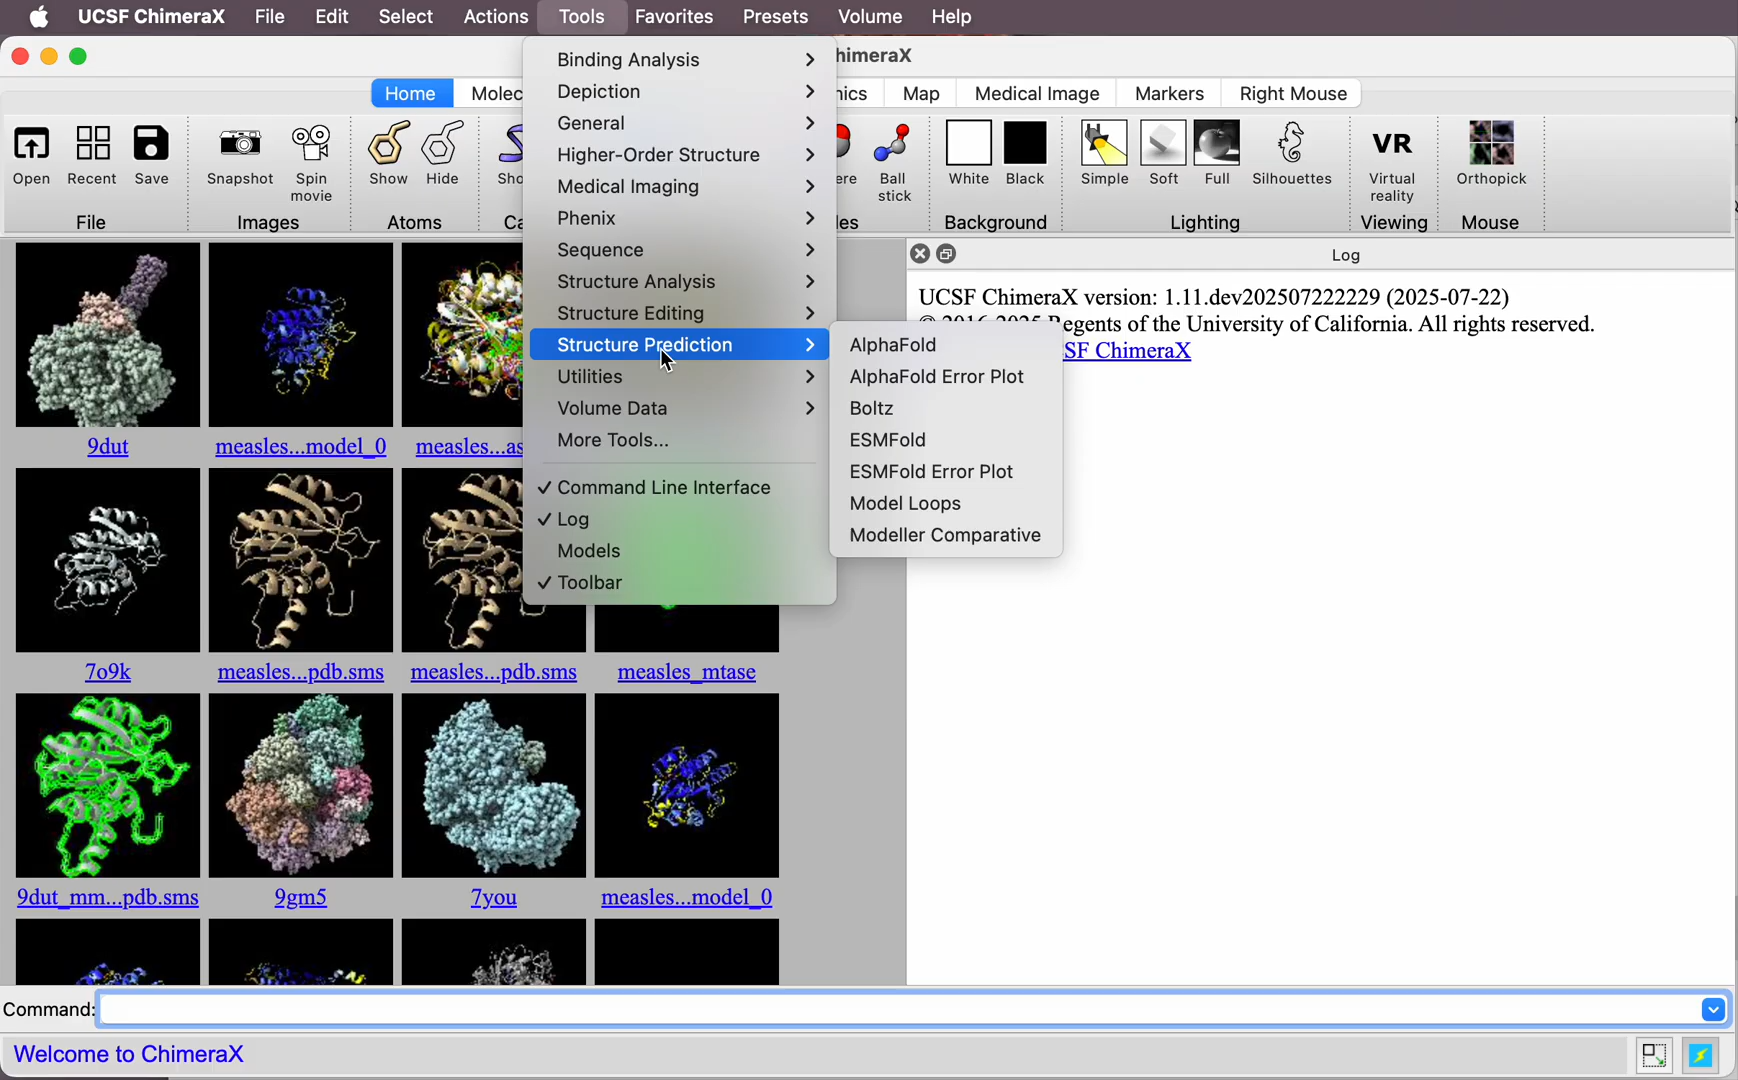 UCSF ChimeraX File Edit Select Actions Tools Favorites Presets Volume Help
himeraX
Home Molec ics Map Medical Image Markers Right Mouse
Open Recent Save Snapshot Spin movie Show Hide Sho ere Ball stick White Black Simple Soft Full Silhouettes Virtual reality Orthopick
File Images Atoms Ca les Background Lighting Viewing Mouse
VR
Binding Analysis
Depiction
General
Higher-Order Structure
Medical Imaging
Phenix
Sequence
Structure Analysis
Structure Editing
Structure Prediction
Utilities
Volume Data
More Tools...
Command Line Interface
Log
Models
Toolbar
AlphaFold
AlphaFold Error Plot
Boltz
ESMFold
ESMFold Error Plot
Model Loops
Modeller Comparative
Log
UCSF ChimeraX version: 1.11.dev202507222229 (2025-07-22)
© 2016-2025 Regents of the University of California. All rights reserved.
SF ChimeraX
9dut measles...model_0 measles...as
7o9k measles...pdb.sms measles...pdb.sms measles_mtase
9dut_mm...pdb.sms 9gm5 7you measles...model_0
Command:
Welcome to ChimeraX